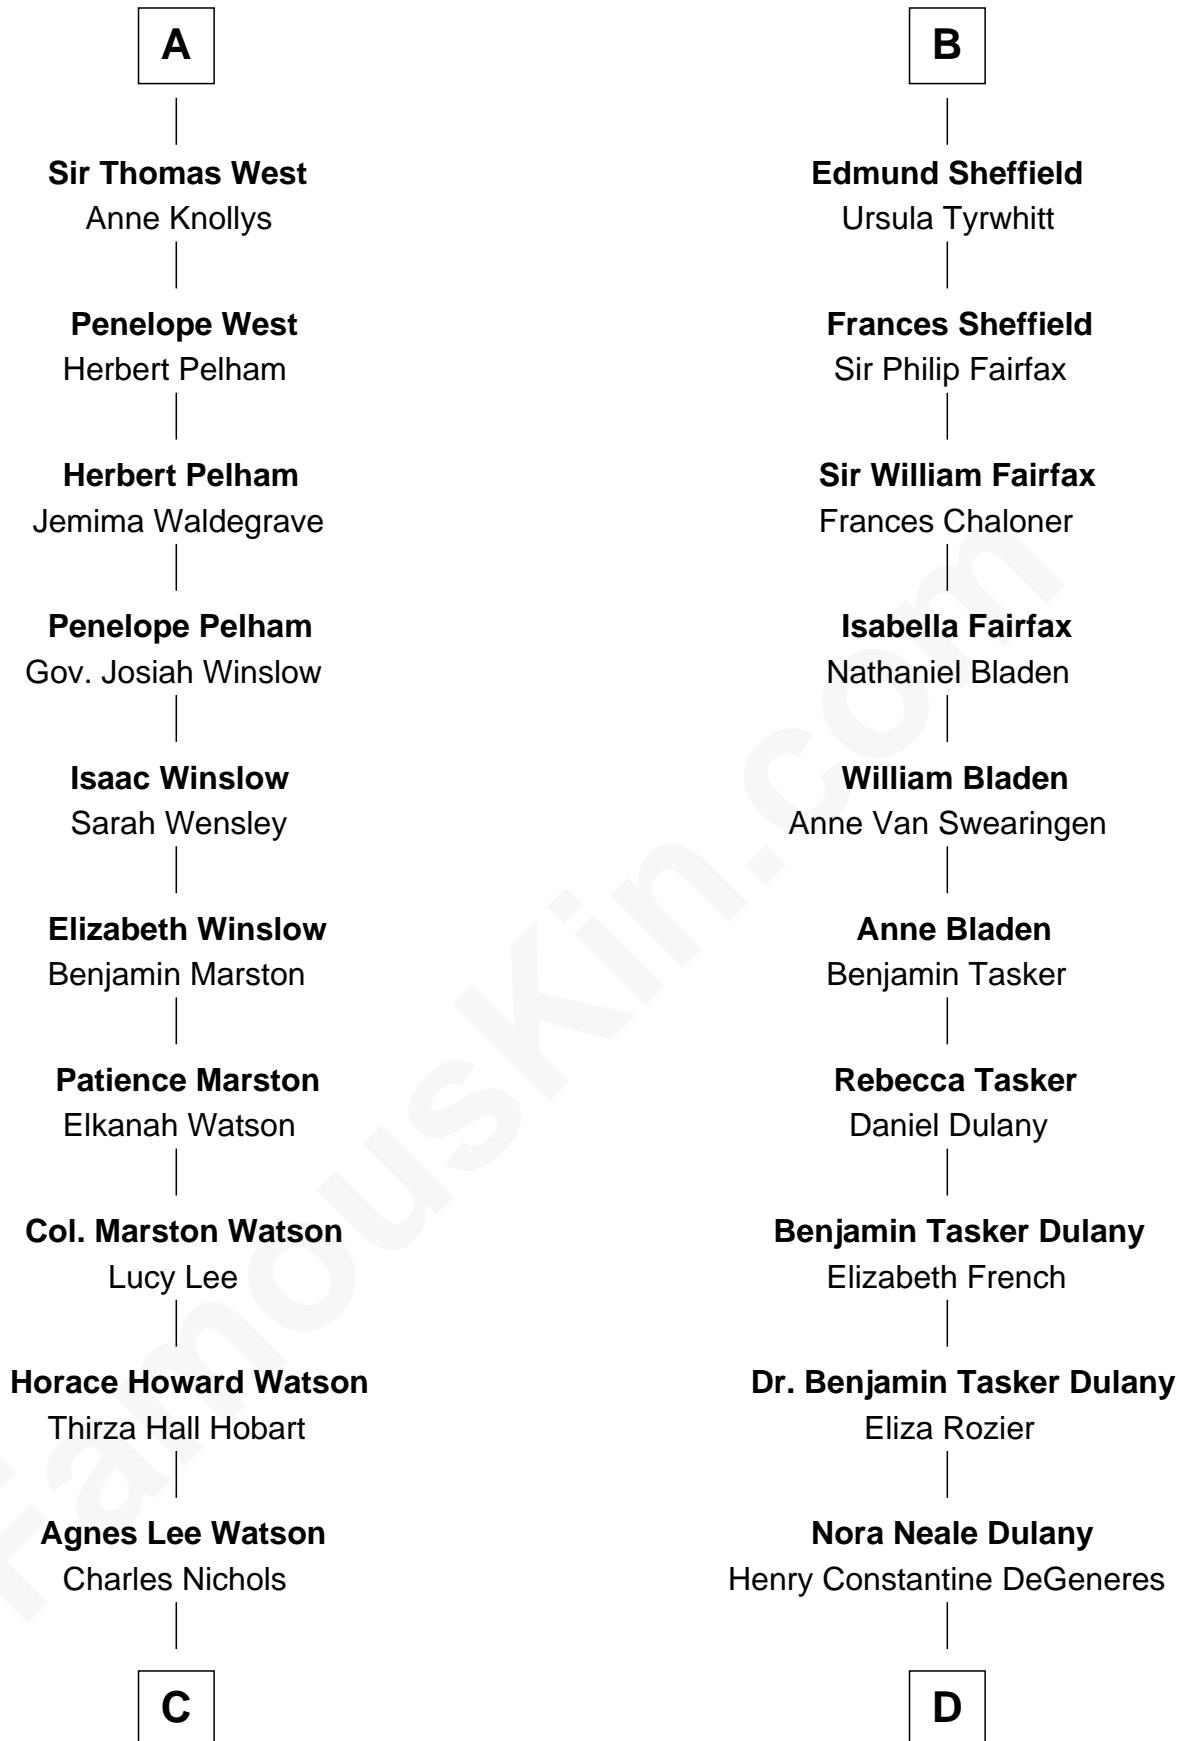 A
Sir Thomas West
Anne Knollys
Penelope West
Herbert Pelham
Herbert Pelham
Jemima Waldegrave
Penelope Pelham
Gov. Josiah Winslow
Isaac Winslow
Sarah Wensley
Elizabeth Winslow
Benjamin Marston
Patience Marston
Elkanah Watson
Col. Marston Watson
Lucy Lee
Horace Howard Watson
Thirza Hall Hobart
Agnes Lee Watson
Charles Nichols
C
B
Edmund Sheffield
Ursula Tyrwhitt
Frances Sheffield
Sir Philip Fairfax
Sir William Fairfax
Frances Chaloner
Isabella Fairfax
Nathaniel Bladen
William Bladen
Anne Van Swearingen
Anne Bladen
Benjamin Tasker
Rebecca Tasker
Daniel Dulany
Benjamin Tasker Dulany
Elizabeth French
Dr. Benjamin Tasker Dulany
Eliza Rozier
Nora Neale Dulany
Henry Constantine DeGeneres
D
FamousKin.com